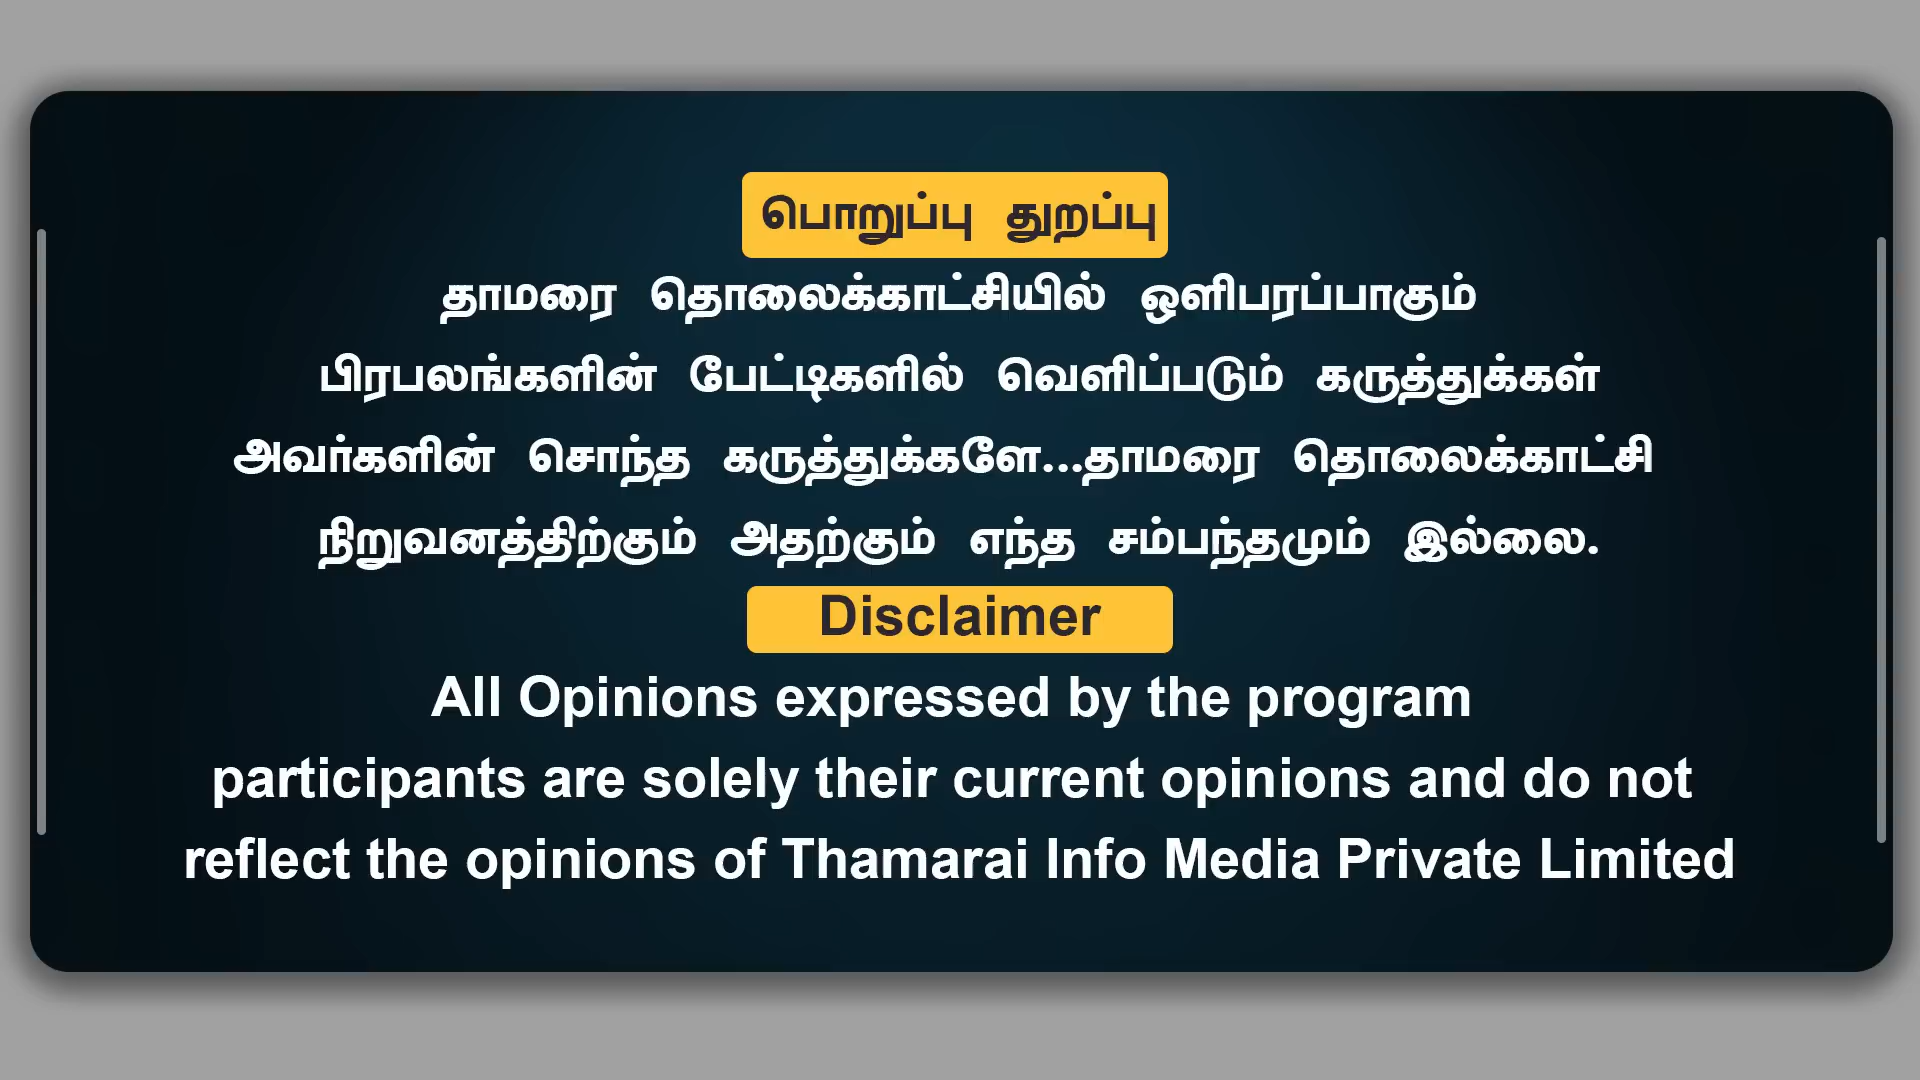 பொறுப்பு துறப்பு
தாமரை தொலைக்காட்சியில் ஒளிபரப்பாகும்
பிரபலங்களின் பேட்டிகளில் வெளிப்படும் கருத்துக்கள்
அவர்களின் சொந்த கருத்துக்களே...தாமரை தொலைக்காட்சி
நிறுவனத்திற்கும் அதற்கும் எந்த சம்பந்தமும் இல்லை.
Disclaimer
All Opinions expressed by the program
participants are solely their current opinions and do not
reflect the opinions of Thamarai Info Media Private Limited